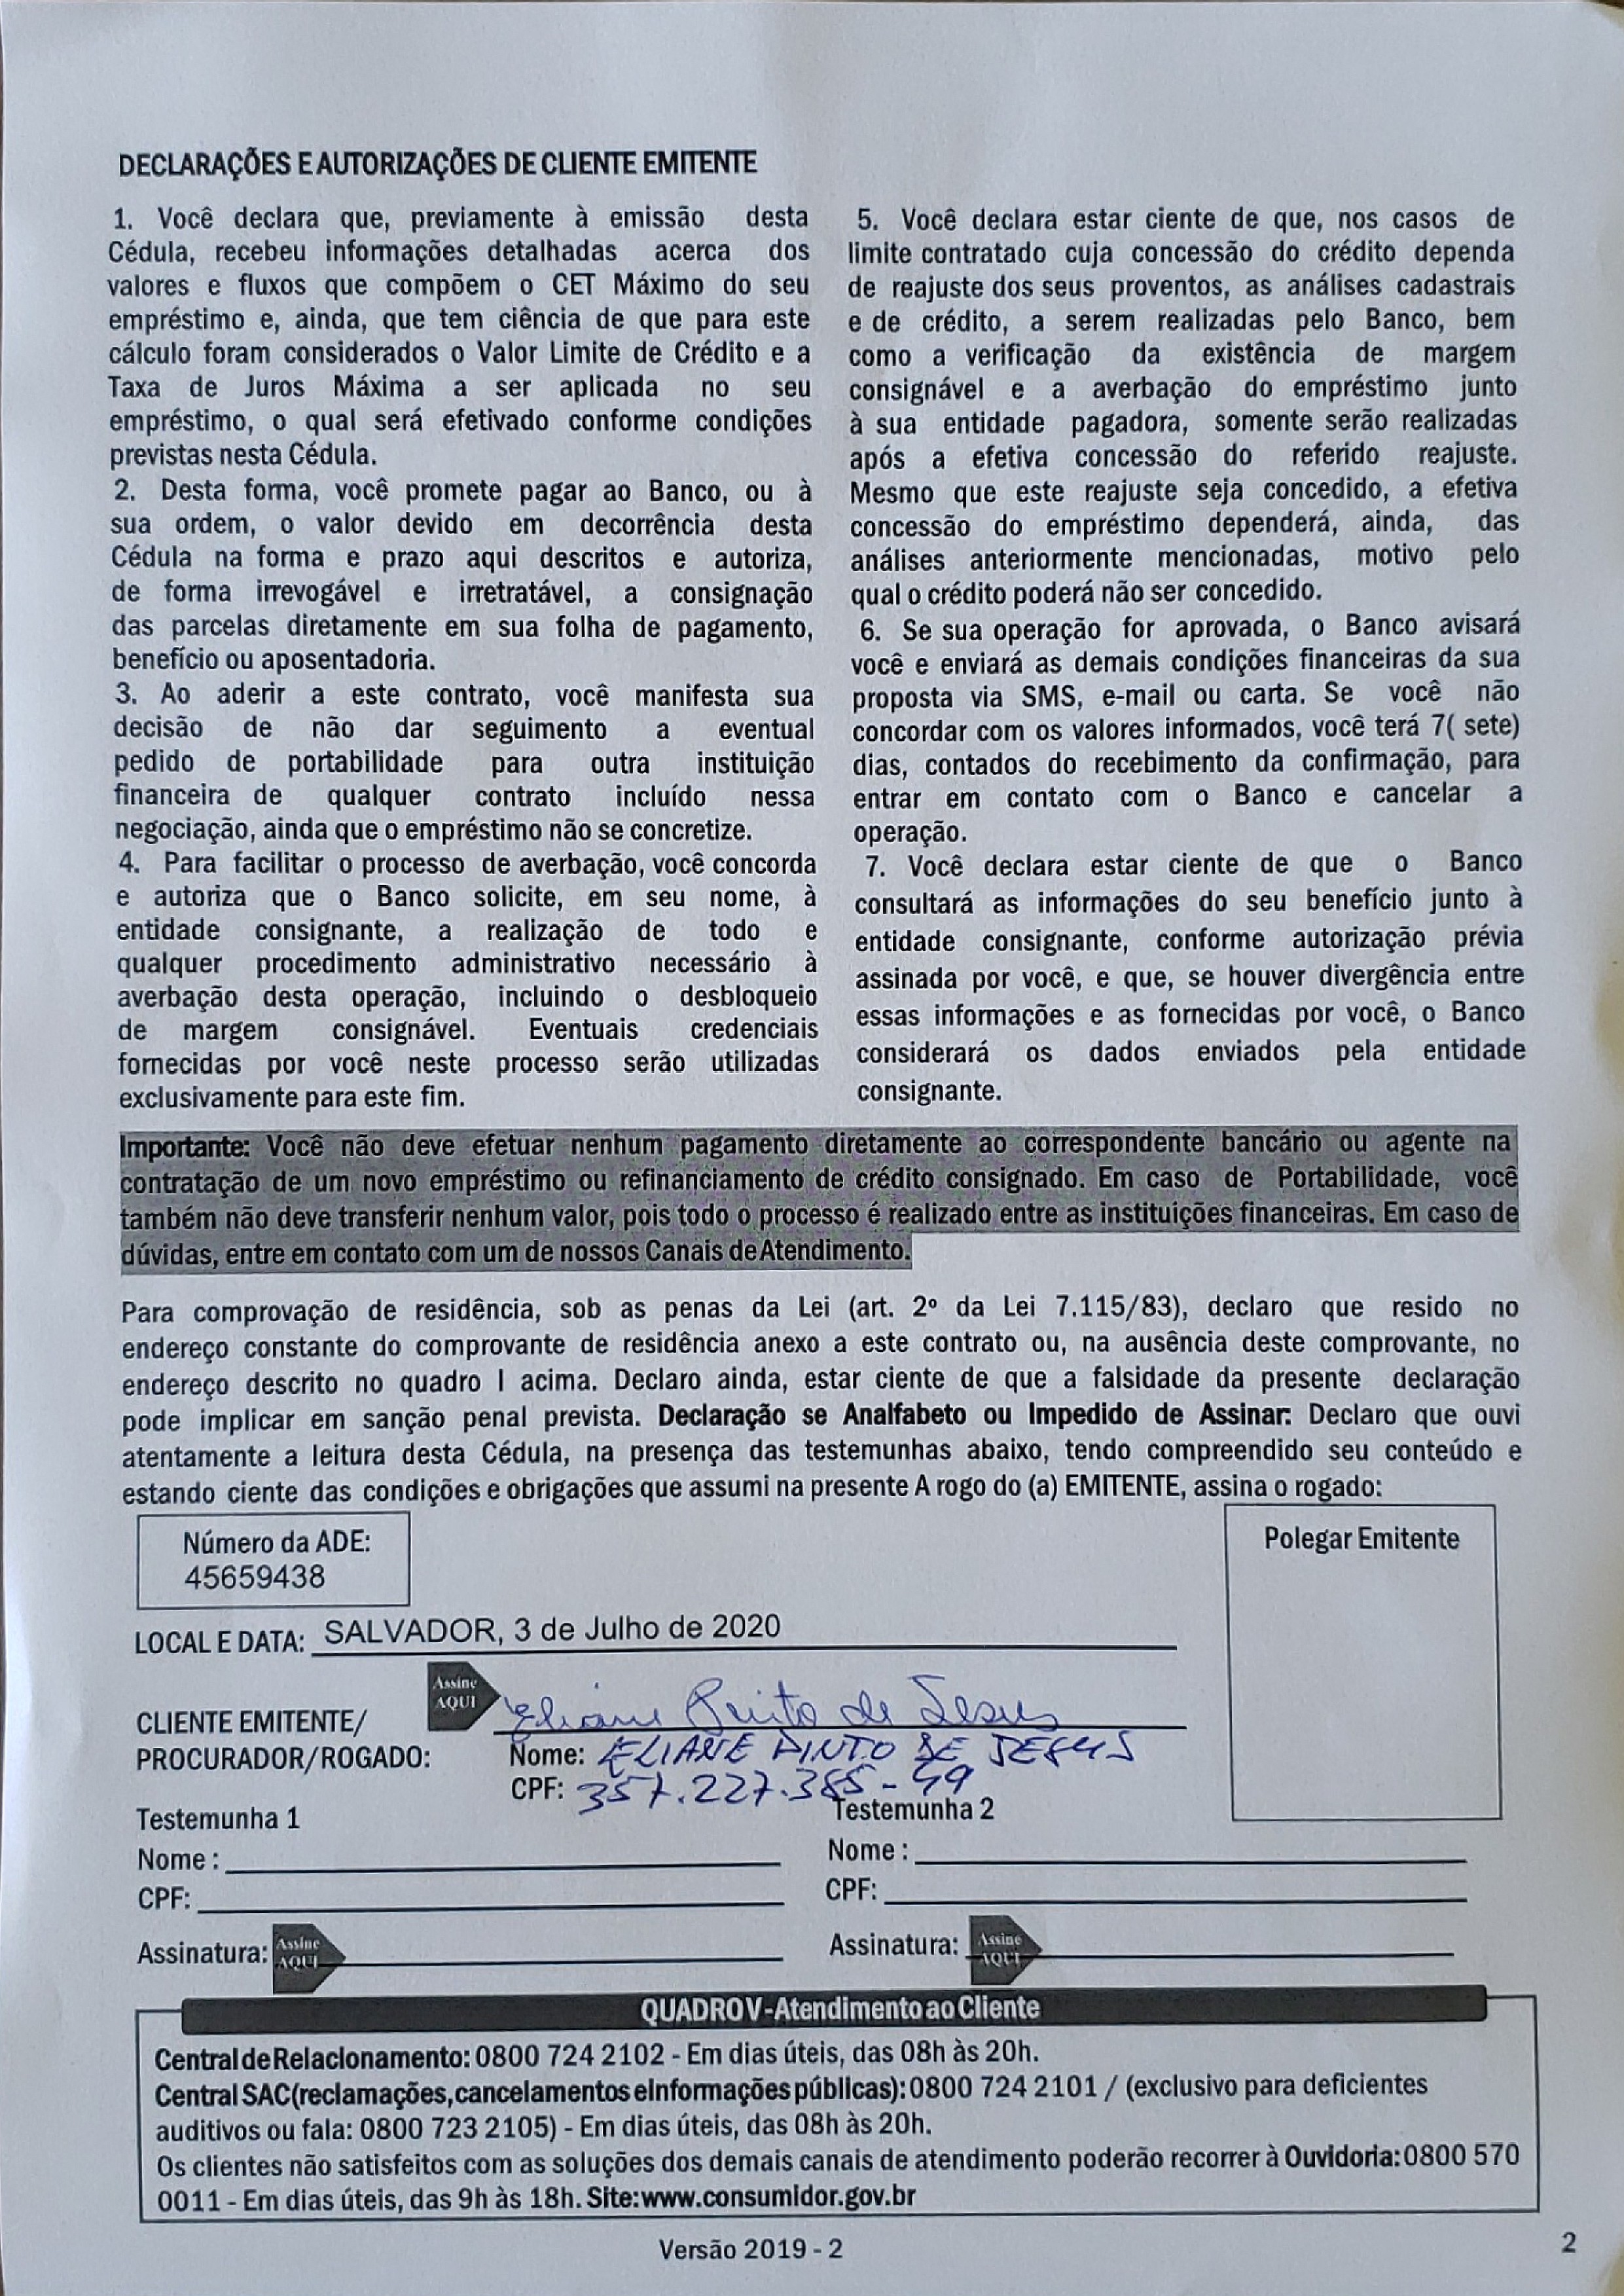 DECLARAÇÕES E AUTORIZAÇÕES DE CLIENTE EMITENTE
1. Você declara que, previamente à emissão desta
Cédula, recebeu informações detalhadas acerca dos
valores e fluxos que compõem o CET Máximo do seu
empréstimo e, ainda, que tem ciência de que para este
cálculo foram considerados o Valor Limite de Crédito e a
Taxa de Juros Máxima a ser aplicada no seu
empréstimo, o qual será efetivado conforme condições
previstas nesta Cédula.
2. Desta forma, você promete pagar ao Banco, ou à
sua ordem, o valor devido em decorrência desta
Cédula na forma e prazo aqui descritos e autoriza,
de forma irrevogável e irretratável, a consignação
das parcelas diretamente em sua folha de pagamento,
benefício ou aposentadoria.
3. Ao aderir a este contrato, você manifesta sua
decisão de não dar seguimento a eventual
pedido de portabilidade para outra instituição
financeira de qualquer contrato incluído nessa
negociação, ainda que o empréstimo não se concretize.
4. Para facilitar o processo de averbação, você concorda
e autoriza que o Banco solicite, em seu nome, à
entidade consignante, a realização de todo e
qualquer procedimento administrativo necessário à
averbação desta operação, incluindo o desbloqueio
de margem consignável. Eventuais credenciais
fornecidas por você neste processo serão utilizadas
exclusivamente para este fim.
5. Você declara estar ciente de que, nos casos de
limite contratado cuja concessão do crédito dependa
de reajuste dos seus proventos, as análises cadastrais
e de crédito, a serem realizadas pelo Banco, bem
como a verificação da existência de margem
consignável e a averbação do empréstimo junto
à sua entidade pagadora, somente serão realizadas
após a efetiva concessão do referido reajuste.
Mesmo que este reajuste seja concedido, a efetiva
concessão do empréstimo dependerá, ainda, das
análises anteriormente mencionadas, motivo pelo
qual o crédito poderá não ser concedido.
6. Se sua operação for aprovada, o Banco avisará
você e enviará as demais condições financeiras da sua
proposta via SMS, e-mail ou carta. Se você não
concordar com os valores informados, você terá 7( sete)
dias, contados do recebimento da confirmação, para
entrar em contato com o Banco e cancelar a
operação.
7. Você declara estar ciente de que o Banco
consultará as informações do seu benefício junto à
entidade consignante, conforme autorização prévia
assinada por você, e que, se houver divergência entre
essas informações e as fornecidas por você, o Banco
considerará os dados enviados pela entidade
consignante.
Importante: Você não deve efetuar nenhum pagamento diretamente ao correspondente bancário ou agente na
contratação de um novo empréstimo ou refinanciamento de crédito consignado. Em caso de Portabilidade, você
também não deve transferir nenhum valor, pois todo o processo é realizado entre as instituições financeiras. Em caso de
dúvidas, entre em contato com um de nossos Canais de Atendimento.
Para comprovação de residência, sob as penas da Lei (art. 2º da Lei 7.115/83), declaro que resido no
endereço constante do comprovante de residência anexo a este contrato ou, na ausência deste comprovante, no
endereço descrito no quadro I acima. Declaro ainda, estar ciente de que a falsidade da presente declaração
pode implicar em sanção penal prevista. Declaração se Analfabeto ou Impedido de Assinar: Declaro que ouvi
atentamente a leitura desta Cédula, na presença das testemunhas abaixo, tendo compreendido seu conteúdo e
estando ciente das condições e obrigações que assumi na presente A rogo do (a) EMITENTE, assina o rogado:
Número da ADE:
45659438
Polegar Emitente
LOCAL E DATA: SALVADOR, 3 de Julho de 2020
Assine
AQUI
CLIENTE EMITENTE/
PROCURADOR/ROGADO:
Eliane Pinto de Jesus
Nome: ELIANE PINTO DE JESUS
CPF: 357.227.385-49
Testemunha 1
Nome :
CPF:
Assinatura: Assine
AQUI
Testemunha 2
Nome :
CPF:
Assinatura: Assine
AQUI
QUADRO V - Atendimento ao Cliente
Central de Relacionamento: 0800 724 2102 - Em dias úteis, das 08h às 20h.
Central SAC (reclamações, cancelamentos e informações públicas): 0800 724 2101 / (exclusivo para deficientes
auditivos ou fala: 0800 723 2105) - Em dias úteis, das 08h às 20h.
Os clientes não satisfeitos com as soluções dos demais canais de atendimento poderão recorrer à Ouvidoria: 0800 570
0011 - Em dias úteis, das 9h às 18h. Site: www.consumidor.gov.br
Versão 2019 - 2
2